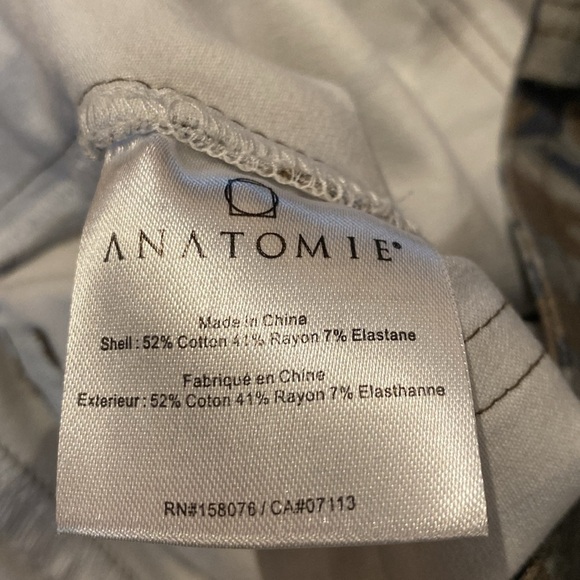 ANATOMIE®
Made in China
Shell : 52% Cotton 41% Rayon 7% Elastane
Fabriqué en Chine
Exterieur : 52% Coton 41% Rayon 7% Elasthanne
RN#158076 / CA#07113